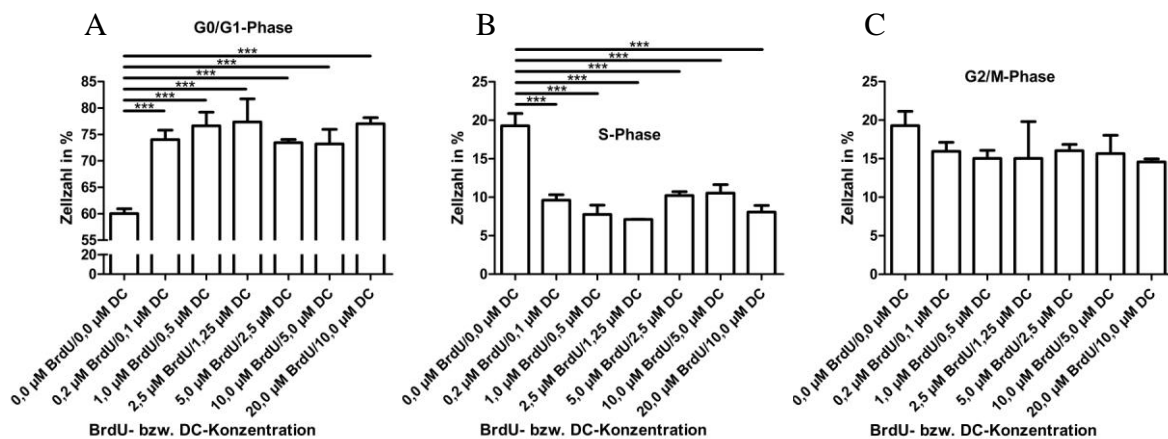 A
G0/G1-Phase
***
***
***
***
***
***
Zellzahl in %
85
80
75
70
65
60
55
20
0
0,0 µM BrdU/0,0 µM DC
0,2 µM BrdU/0,1 µM DC
1,0 µM BrdU/0,5 µM DC
2,5 µM BrdU/1,25 µM DC
5,0 µM BrdU/2,5 µM DC
10,0 µM BrdU/5,0 µM DC
20,0 µM BrdU/10,0 µM DC
BrdU- bzw. DC-Konzentration
B
***
***
***
***
***
***
S-Phase
Zellzahl in %
25
20
15
10
5
0
0,0 µM BrdU/0,0 µM DC
0,2 µM BrdU/0,1 µM DC
1,0 µM BrdU/0,5 µM DC
2,5 µM BrdU/1,25 µM DC
5,0 µM BrdU/2,5 µM DC
10,0 µM BrdU/5,0 µM DC
20,0 µM BrdU/10,0 µM DC
BrdU- bzw. DC-Konzentration
C
G2/M-Phase
Zellzahl in %
25
20
15
10
5
0
0,0 µM BrdU/0,0 µM DC
0,2 µM BrdU/0,1 µM DC
1,0 µM BrdU/0,5 µM DC
2,5 µM BrdU/1,25 µM DC
5,0 µM BrdU/2,5 µM DC
10,0 µM BrdU/5,0 µM DC
20,0 µM BrdU/10,0 µM DC
BrdU- bzw. DC-Konzentration